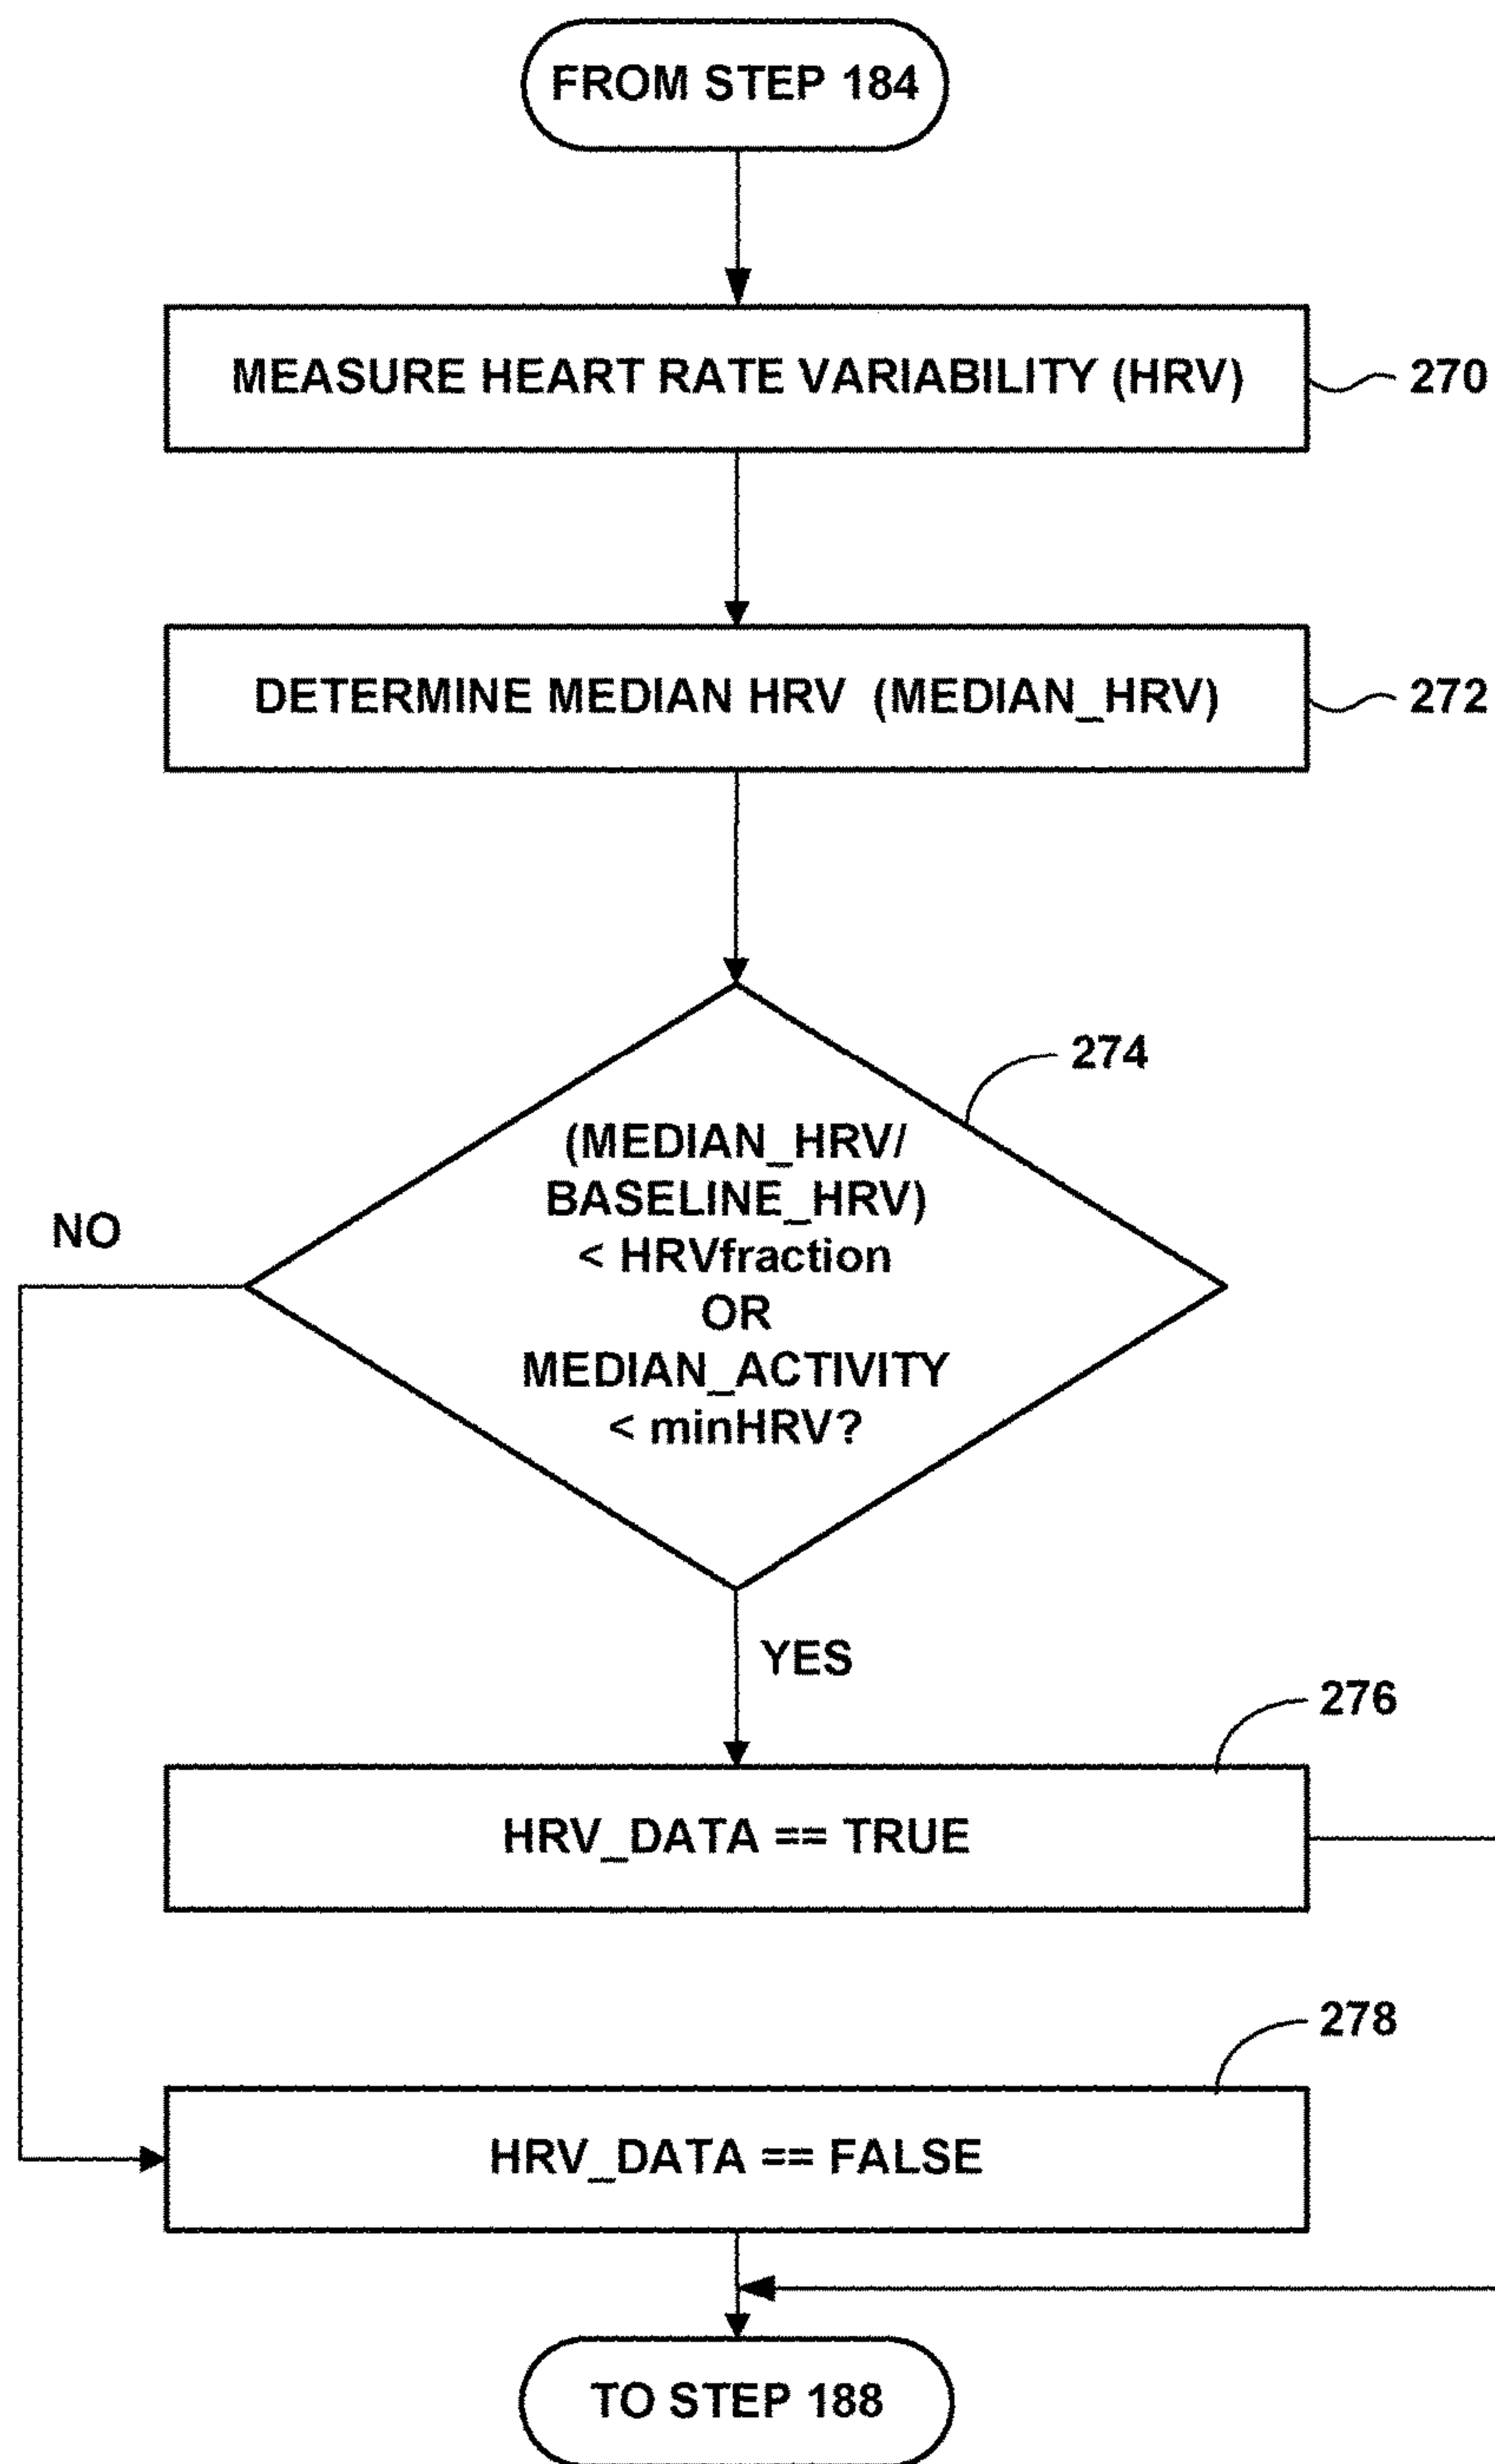 FROM STEP 184
MEASURE HEART RATE VARIABILITY (HRV)
270
DETERMINE MEDIAN HRV (MEDIAN_HRV)
272
274
(MEDIAN_HRV/
BASELINE_HRV)
< HRVfraction
OR
MEDIAN_ACTIVITY
< minHRV?
NO
YES
276
HRV_DATA == TRUE
278
HRV_DATA == FALSE
TO STEP 188